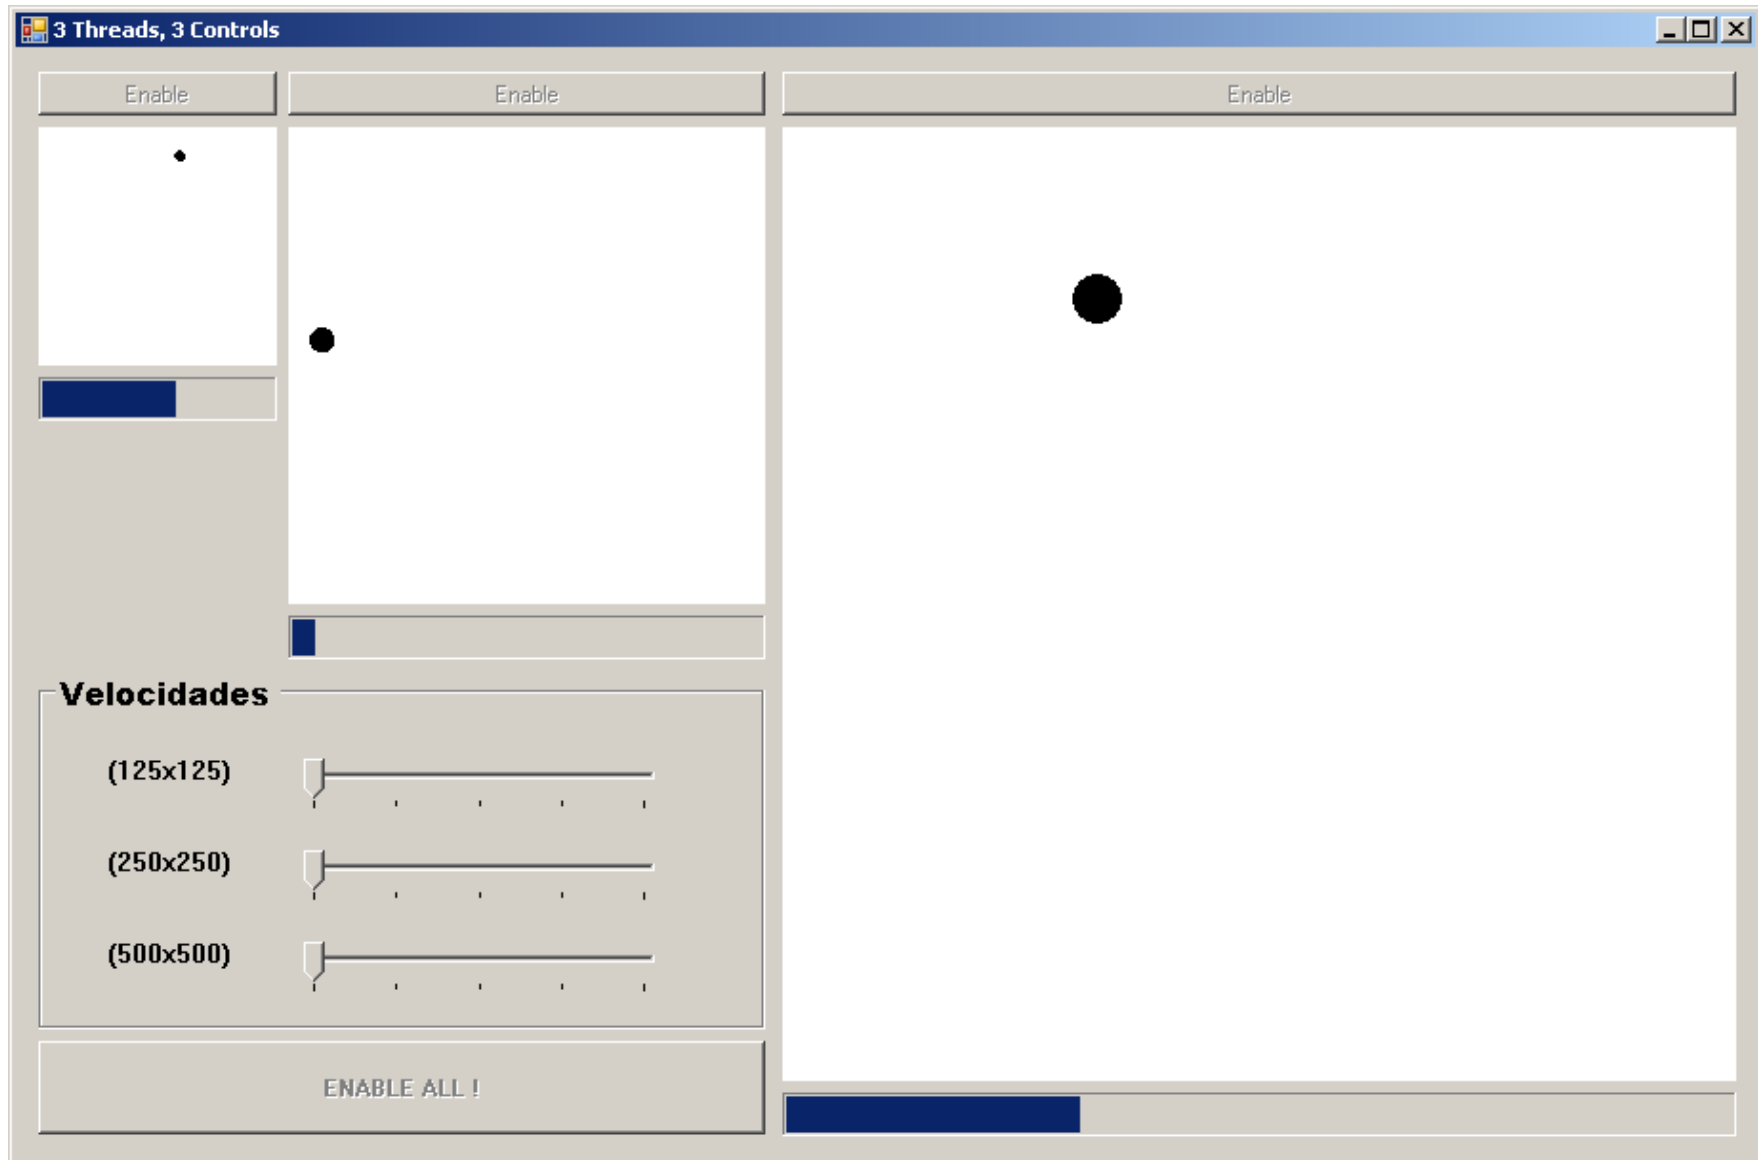 3 Threads, 3 Controls
Enable
Enable
Enable
Velocidades
(125x125)
(250x250)
(500x500)
ENABLE ALL !